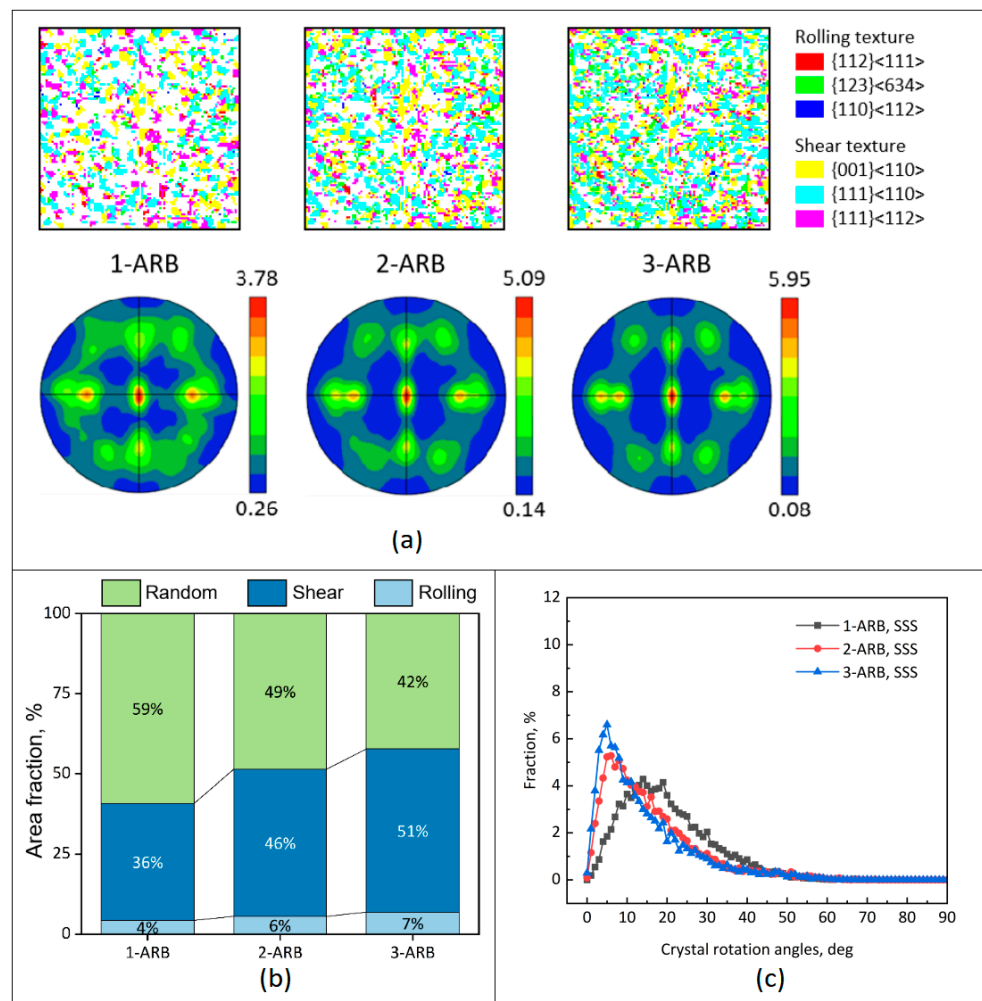 Rolling texture
{112}<111>
{123}<634>
{110}<112>
Shear texture
{001}<110>
{111}<110>
{111}<112>
1-ARB
2-ARB
3-ARB
3.78
5.09
5.95
0.26
0.14
0.08
(a)
Random
Shear
Rolling
Area fraction, %
100
75
50
25
0
59%
49%
42%
36%
46%
51%
4%
6%
7%
1-ARB
2-ARB
3-ARB
(b)
Fraction, %
12
10
8
6
4
2
0
1-ARB, SSS
2-ARB, SSS
3-ARB, SSS
0 10 20 30 40 50 60 70 80 90
Crystal rotation angles, deg
(c)